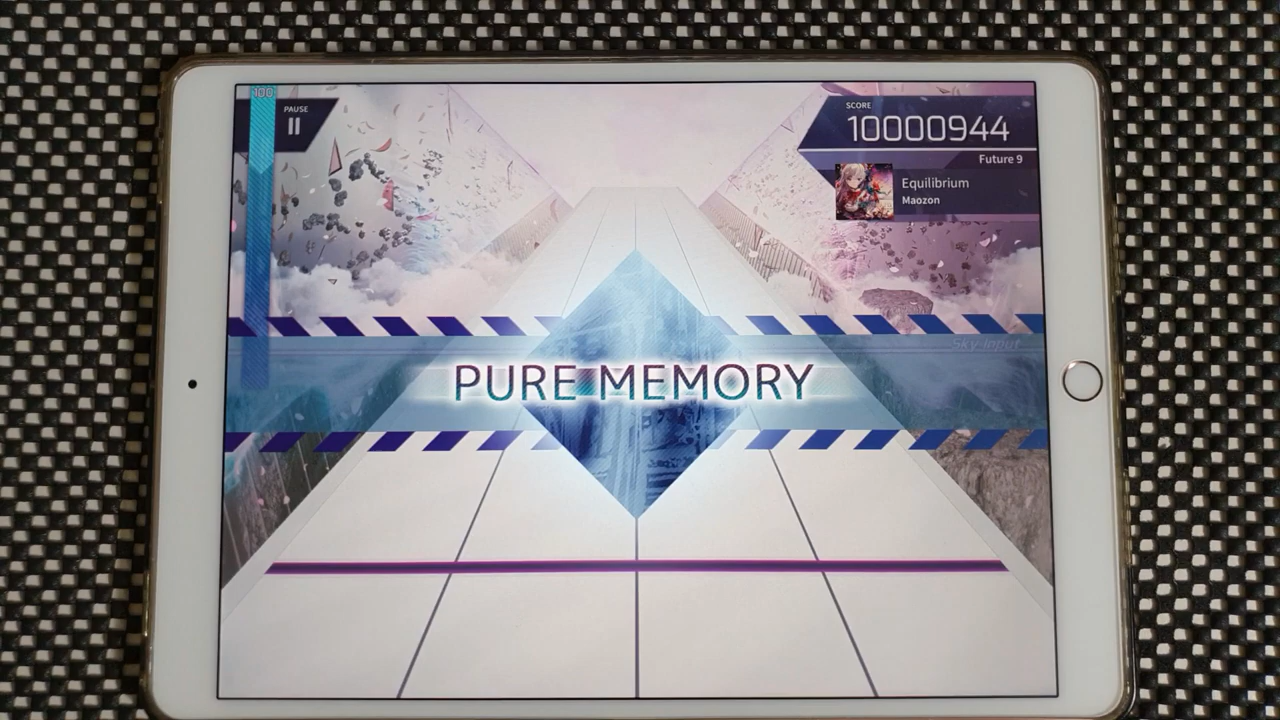 100
PAUSE
SCORE
10000944
Future 9
Equilibrium
Maozon
Sky Input
PURE MEMORY